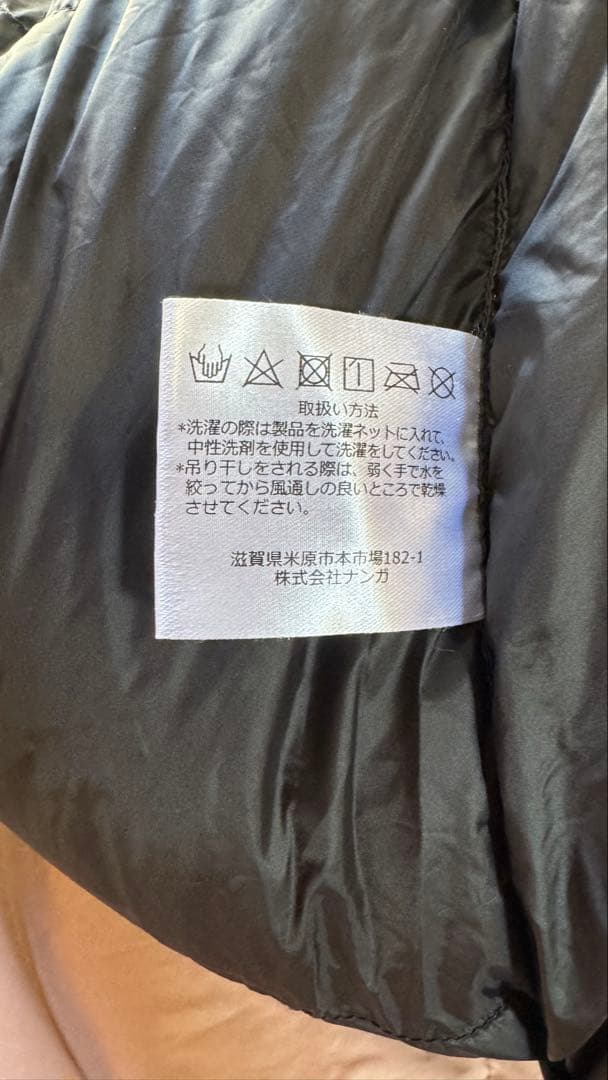 取扱い方法
*洗濯の際は製品を洗濯ネットに入れて、
中性洗剤を使用して洗濯をしてください。
*吊り干しをされる際は、弱く手で水を
絞ってから風通しの良いところで乾燥
させてください。
滋賀県米原市本市場182-1
株式会社ナンガ